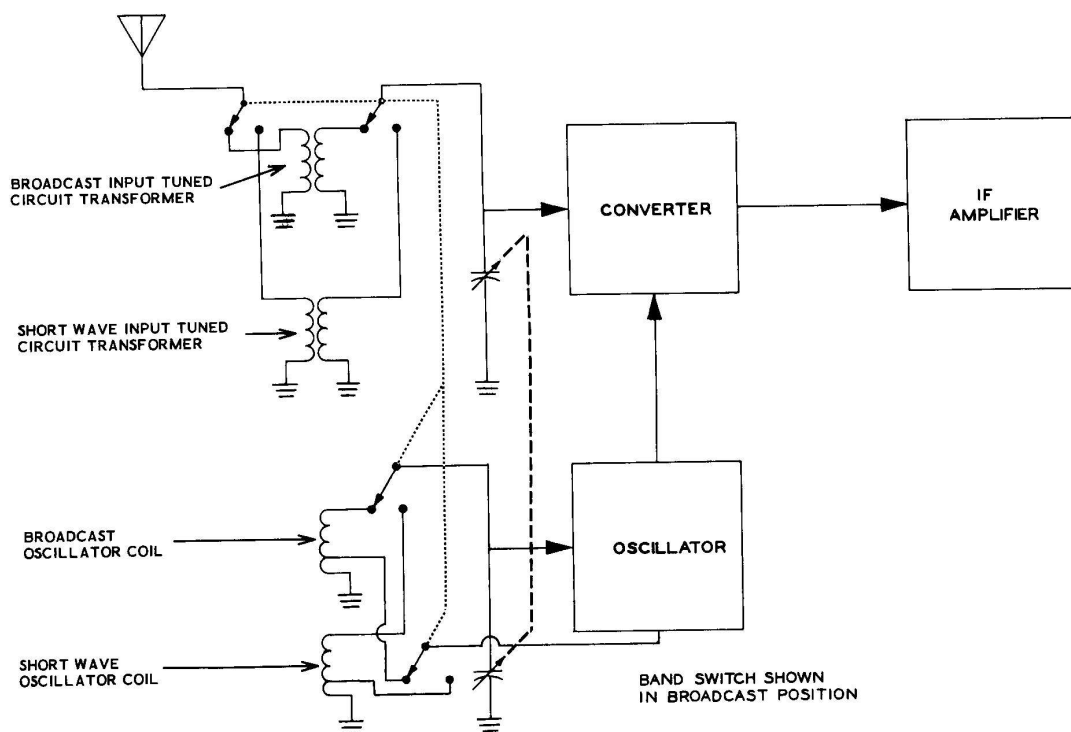 BROADCAST INPUT TUNED
CIRCUIT TRANSFORMER
CONVERTER
IF
AMPLIFIER
SHORT WAVE INPUT TUNED
CIRCUIT TRANSFORMER
BROADCAST
OSCILLATOR COIL
OSCILLATOR
SHORT WAVE
OSCILLATOR COIL
BAND SWITCH SHOWN
IN BROADCAST POSITION